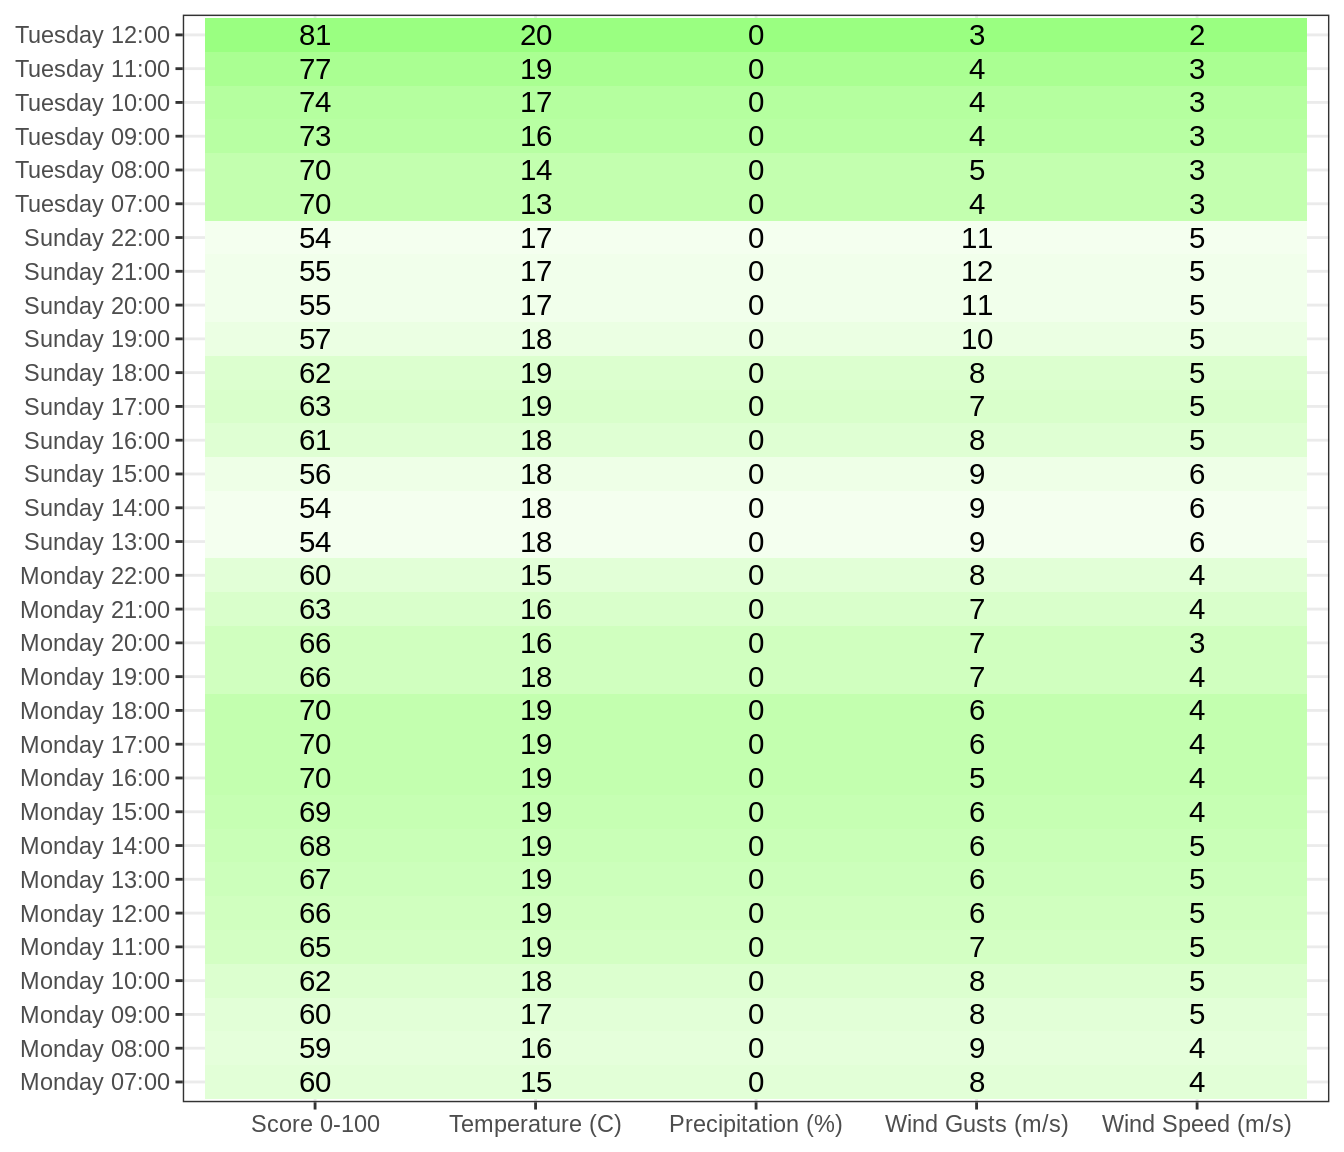 Tuesday 12:00 81 20 0 3 2
Tuesday 11:00 77 19 0 4 3
Tuesday 10:00 74 17 0 4 3
Tuesday 09:00 73 16 0 4 3
Tuesday 08:00 70 14 0 5 3
Tuesday 07:00 70 13 0 4 3
Sunday 22:00 54 17 0 11 5
Sunday 21:00 55 17 0 12 5
Sunday 20:00 55 17 0 11 5
Sunday 19:00 57 18 0 10 5
Sunday 18:00 62 19 0 8 5
Sunday 17:00 63 19 0 7 5
Sunday 16:00 61 18 0 8 5
Sunday 15:00 56 18 0 9 6
Sunday 14:00 54 18 0 9 6
Sunday 13:00 54 18 0 9 6
Monday 22:00 60 15 0 8 4
Monday 21:00 63 16 0 7 4
Monday 20:00 66 16 0 7 3
Monday 19:00 66 18 0 7 4
Monday 18:00 70 19 0 6 4
Monday 17:00 70 19 0 6 4
Monday 16:00 70 19 0 5 4
Monday 15:00 69 19 0 6 4
Monday 14:00 68 19 0 6 5
Monday 13:00 67 19 0 6 5
Monday 12:00 66 19 0 6 5
Monday 11:00 65 19 0 7 5
Monday 10:00 62 18 0 8 5
Monday 09:00 60 17 0 8 5
Monday 08:00 59 16 0 9 4
Monday 07:00 60 15 0 8 4
Score 0-100 Temperature (C) Precipitation (%) Wind Gusts (m/s) Wind Speed (m/s)